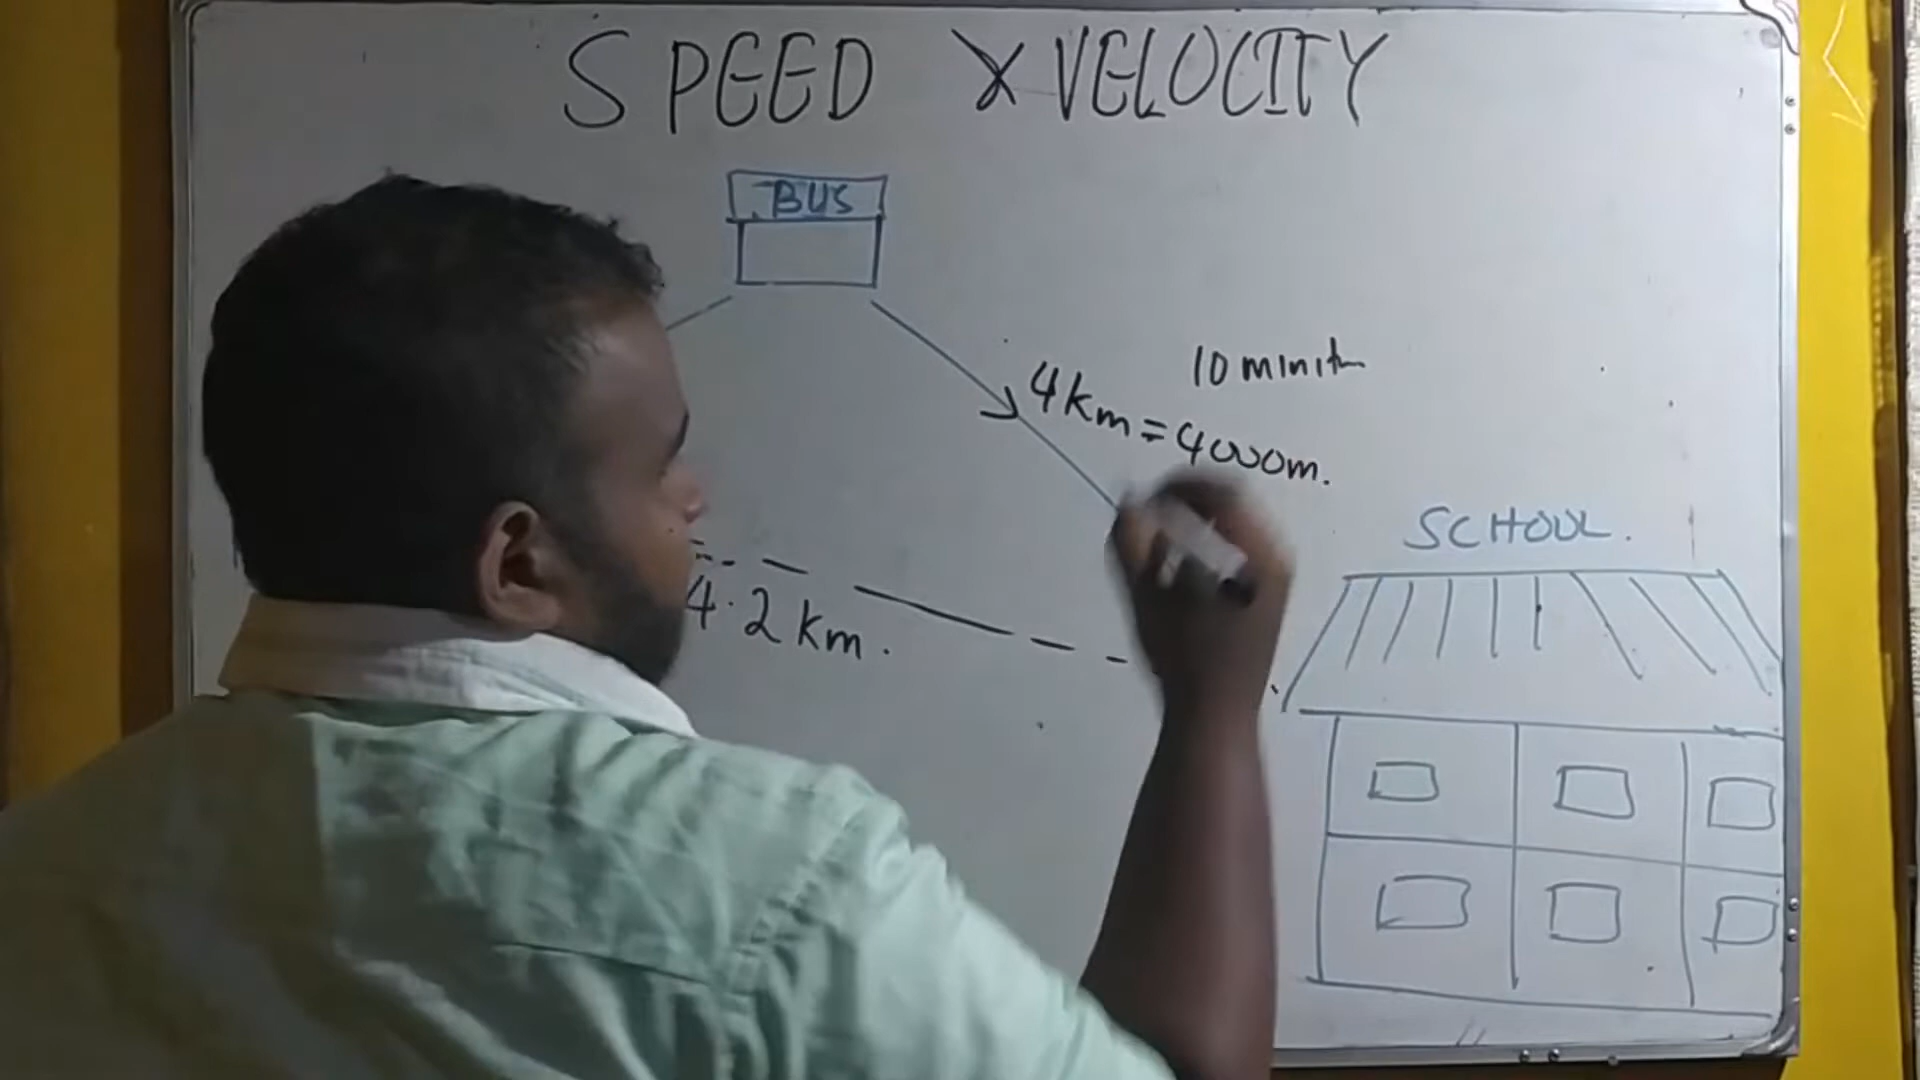 SPEED & VELOCITY
BUS
10 minit
4km = 4000m.
SCHOOL.
4.2 km.